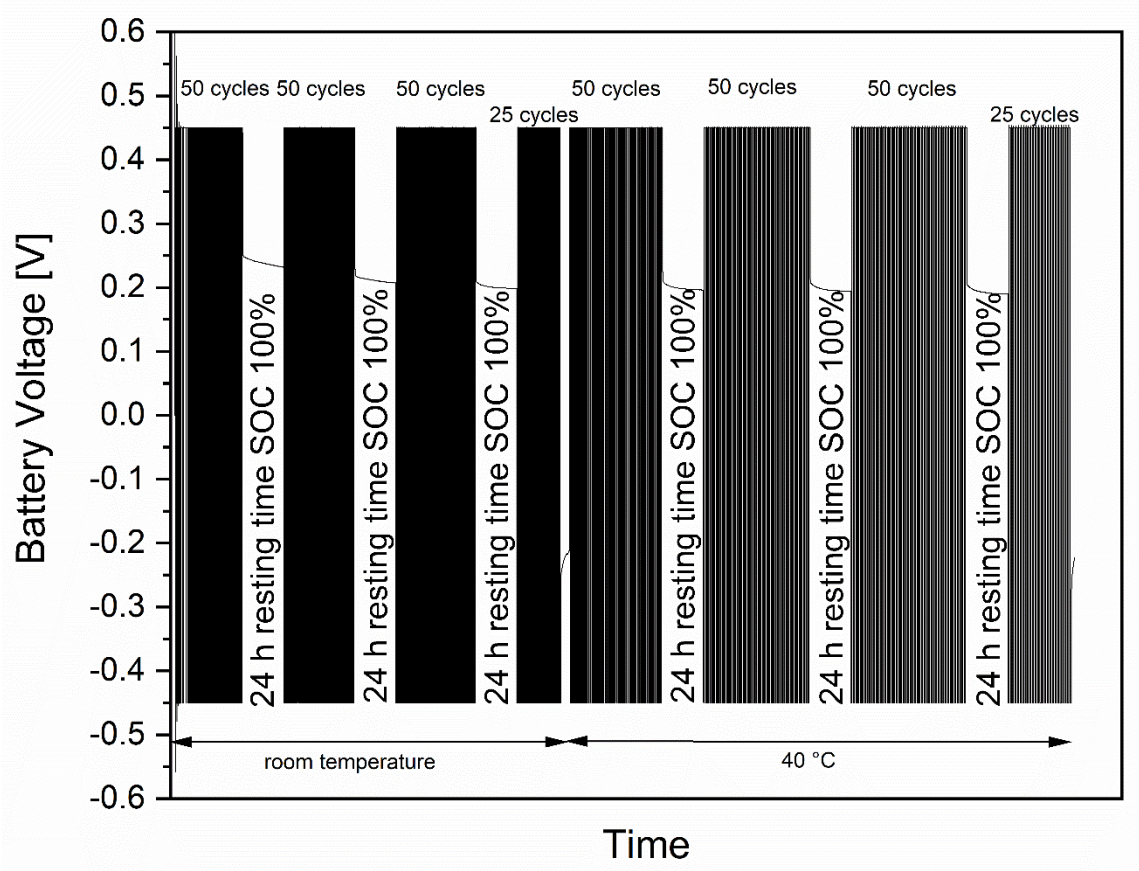 0.6
0.5
0.4
0.3
0.2
0.1
0.0
-0.1
-0.2
-0.3
-0.4
-0.5
-0.6
Battery Voltage [V]
50 cycles
50 cycles
50 cycles
25 cycles
50 cycles
50 cycles
50 cycles
25 cycles
24 h resting time SOC 100%
24 h resting time SOC 100%
24 h resting time SOC 100%
24 h resting time SOC 100%
24 h resting time SOC 100%
24 h resting time SOC 100%
room temperature
40 °C
Time